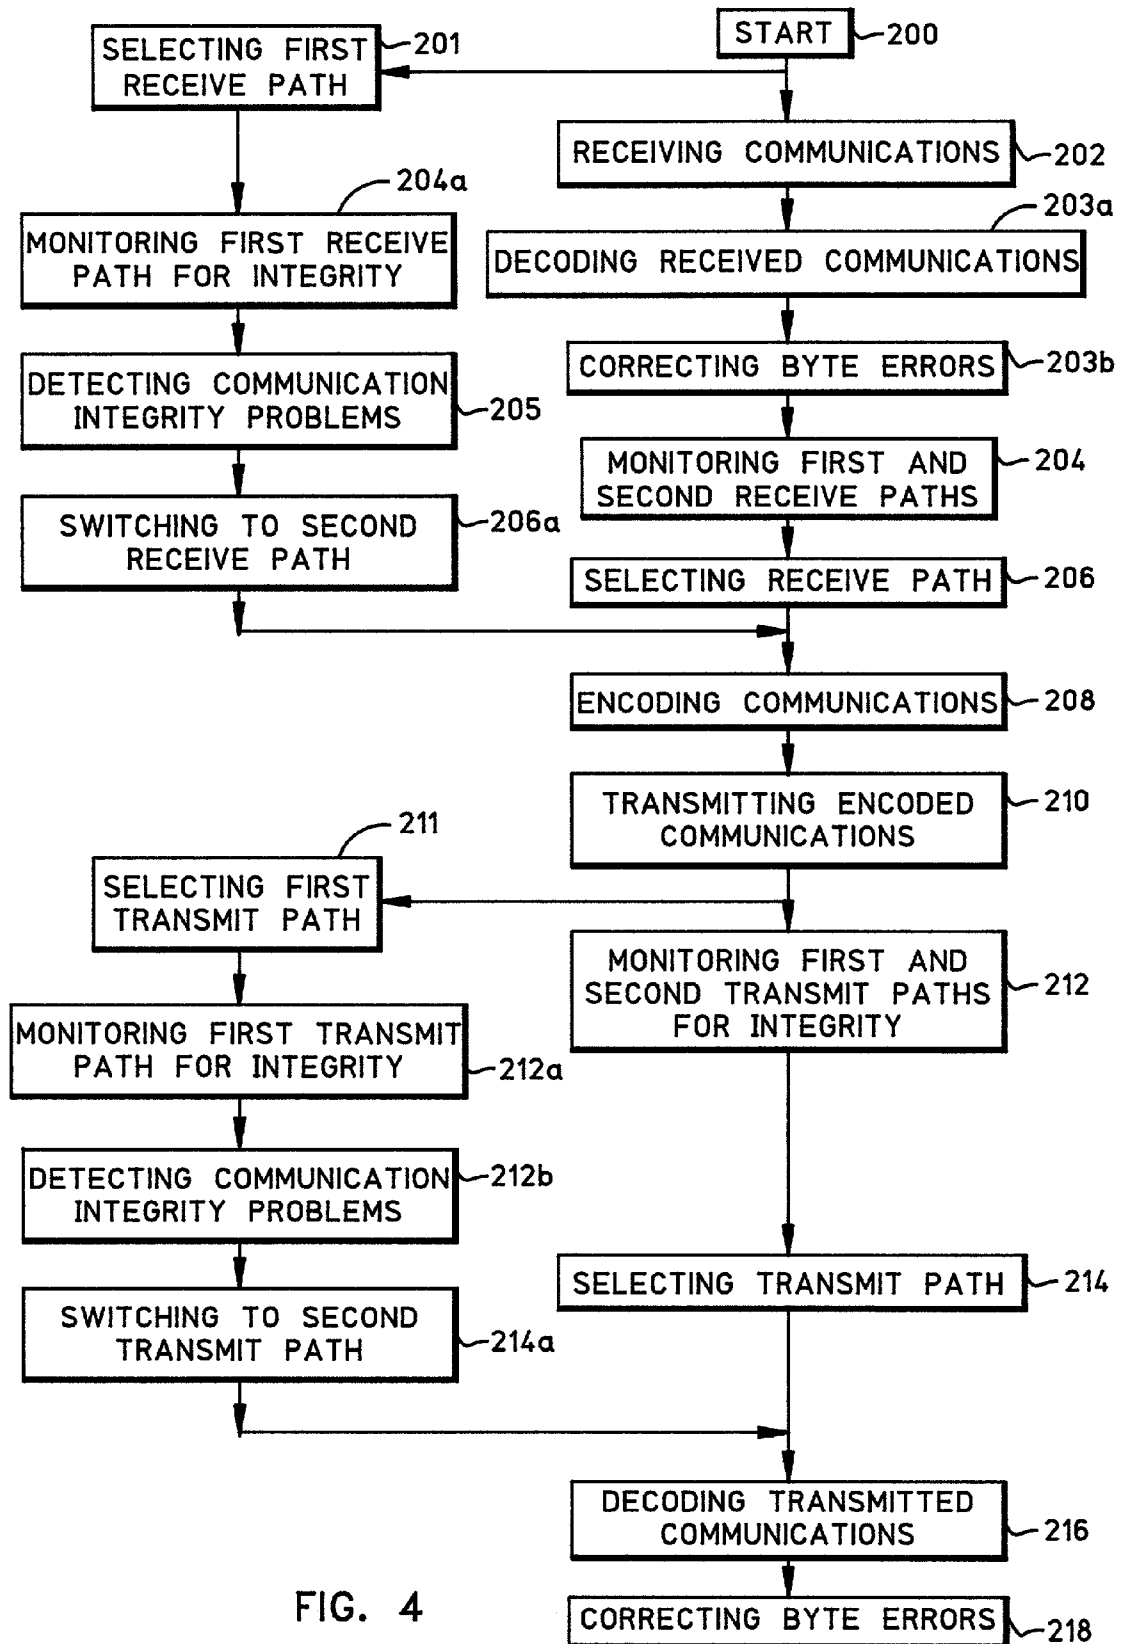 START
200
SELECTING FIRST
RECEIVE PATH
201
RECEIVING COMMUNICATIONS
202
204a
MONITORING FIRST RECEIVE
PATH FOR INTEGRITY
203a
DECODING RECEIVED COMMUNICATIONS
DETECTING COMMUNICATION
INTEGRITY PROBLEMS
205
CORRECTING BYTE ERRORS
203b
MONITORING FIRST AND
SECOND RECEIVE PATHS
204
SWITCHING TO SECOND
RECEIVE PATH
206a
SELECTING RECEIVE PATH
206
ENCODING COMMUNICATIONS
208
TRANSMITTING ENCODED
COMMUNICATIONS
210
211
SELECTING FIRST
TRANSMIT PATH
MONITORING FIRST AND
SECOND TRANSMIT PATHS
FOR INTEGRITY
212
MONITORING FIRST TRANSMIT
PATH FOR INTEGRITY
212a
DETECTING COMMUNICATION
INTEGRITY PROBLEMS
212b
SELECTING TRANSMIT PATH
214
SWITCHING TO SECOND
TRANSMIT PATH
214a
DECODING TRANSMITTED
COMMUNICATIONS
216
CORRECTING BYTE ERRORS
218
FIG. 4